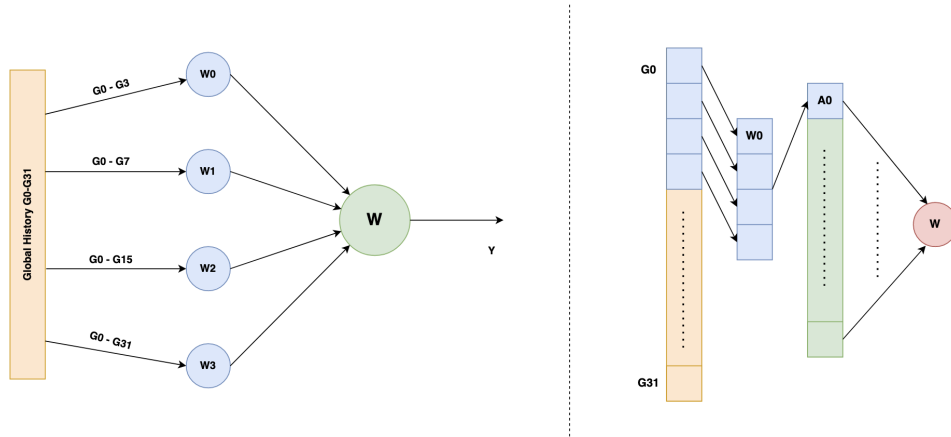 Global History G0-G31
G0 - G3
G0 - G7
G0 - G15
G0 - G31
W0
W1
W2
W3
W
Y
G0
G31
W0
A0
W